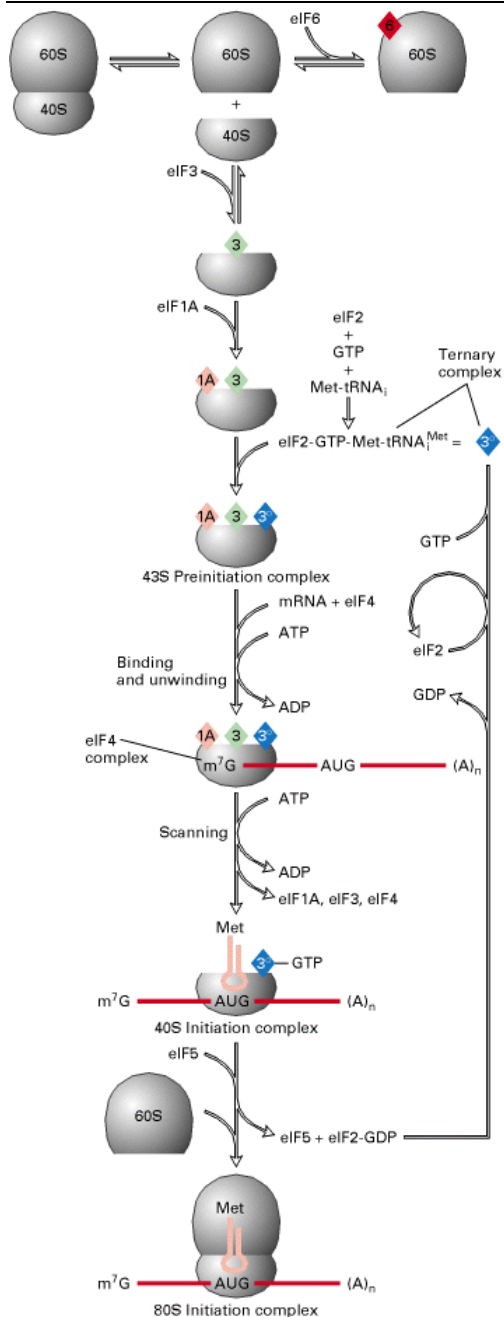 eIF6
6
60S
60S
60S
40S
+
40S
eIF3
3
eIF1A
eIF2
+
GTP
+
Met-tRNAᵢ
Ternary
complex
1A 3
eIF2-GTP-Met-tRNAᵢᴹᵉᵗ = 3°
1A 3 3°
GTP
43S Preinitiation complex
mRNA + eIF4
ATP
eIF2
Binding
and unwinding
ADP
GDP
1A 3 3°
eIF4
complex
m⁷G AUG (A)ₙ
ATP
Scanning
ADP
eIF1A, eIF3, eIF4
Met
3° GTP
m⁷G AUG (A)ₙ
40S Initiation complex
eIF5
60S
eIF5 + eIF2-GDP
Met
m⁷G AUG (A)ₙ
80S Initiation complex